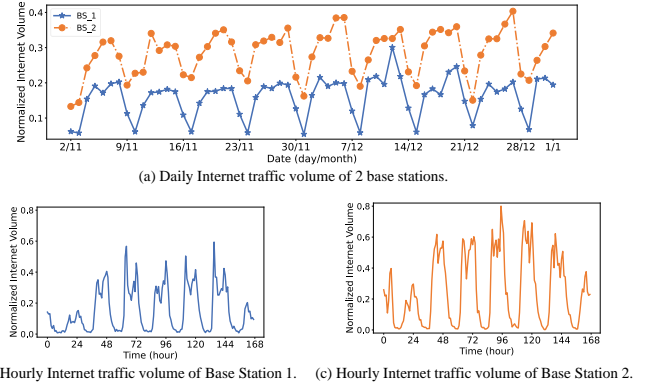 Normalized Internet Volume
0.4
0.3
0.2
0.1
BS_1
BS_2
2/11 9/11 16/11 23/11 30/11 7/12 14/12 21/12 28/12 1/1
Date (day/month)
(a) Daily Internet traffic volume of 2 base stations.
Normalized Internet Volume
0.8
0.6
0.4
0.2
0.0
0 24 48 72 96 120 144 168
Time (hour)
Hourly Internet traffic volume of Base Station 1.
Normalized Internet Volume
0.8
0.6
0.4
0.2
0.0
0 24 48 72 96 120 144 168
Time (hour)
(c) Hourly Internet traffic volume of Base Station 2.